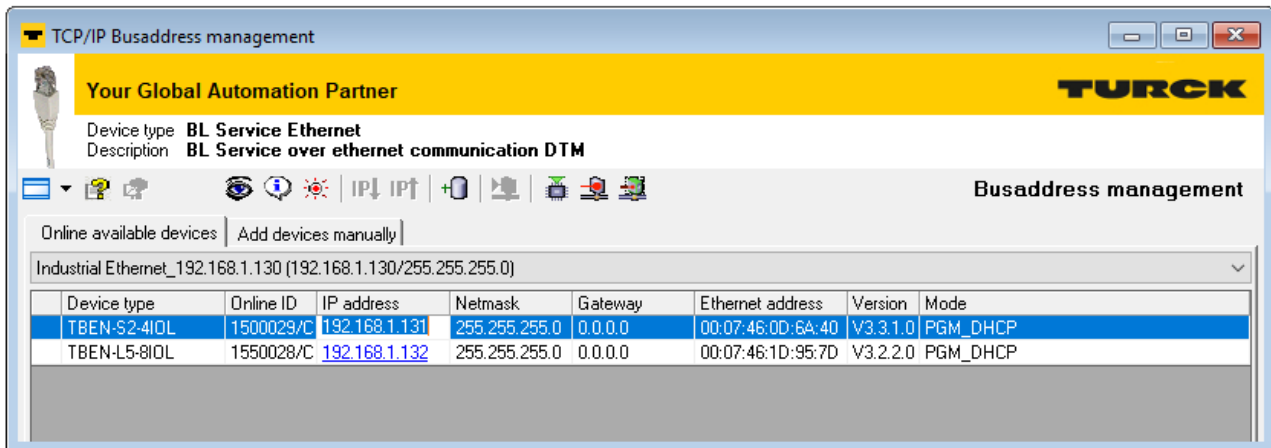 TCP/IP Busaddress management
Your Global Automation Partner
TURCK
Device type BL Service Ethernet
Description BL Service over ethernet communication DTM
IP IP Busaddress management
Online available devices Add devices manually
Industrial Ethernet_192.168.1.130 (192.168.1.130/255.255.255.0)
Device type Online ID IP address Netmask Gateway Ethernet address Version Mode
TBEN-S2-4IOL 1500029/C 192.168.1.131 255.255.255.0 0.0.0.0 00:07:46:0D:6A:40 V3.3.1.0 PGM_DHCP
TBEN-L5-8IOL 1550028/C 192.168.1.132 255.255.255.0 0.0.0.0 00:07:46:1D:95:7D V3.2.2.0 PGM_DHCP